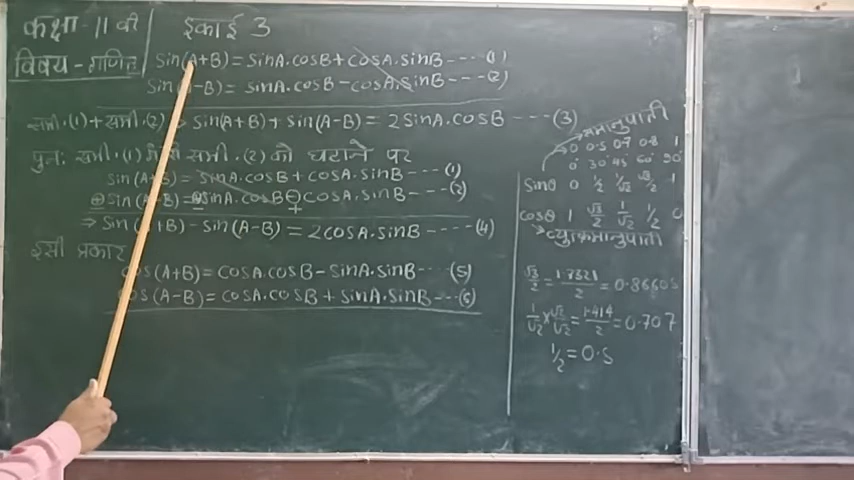 कक्षा - 11 वी
इकाई 3
विषय - गणित
sin(A+B) = sinA.cosB + cosA.sinB ---- (1)
sin(A-B) = sinA.cosB - cosA.sinB ---- (2)
समी.(1) + समी.(2) sin(A+B) + sin(A-B) = 2sinA.cosB --- (3)
पुनः समी.(1) में से समी.(2) को घटाने पर
sin(A+B) = sinA.cosB + cosA.sinB ---- (1)
sin(A-B) = sinA.cosB - cosA.sinB ---- (2)
⇒ sin(A+B) - sin(A-B) = 2cosA.sinB ---- (4)
इसी प्रकार
cos(A+B) = cosA.cosB - sinA.sinB ---- (5)
cos(A-B) = cosA.cosB + sinA.sinB --- (6)
समानुपाती
0 0.5 0.7 0.8 1
0° 30° 45° 60° 90°
sinθ 0 1/2 1/√2 √3/2 1
cosθ 1 √3/2 1/√2 1/2 0
व्युत्क्रमानुपाती
√3/2 = 1.7321/2 = 0.86605
1/√2 × √2/√2 = 1.414/2 = 0.707
1/2 = 0.5